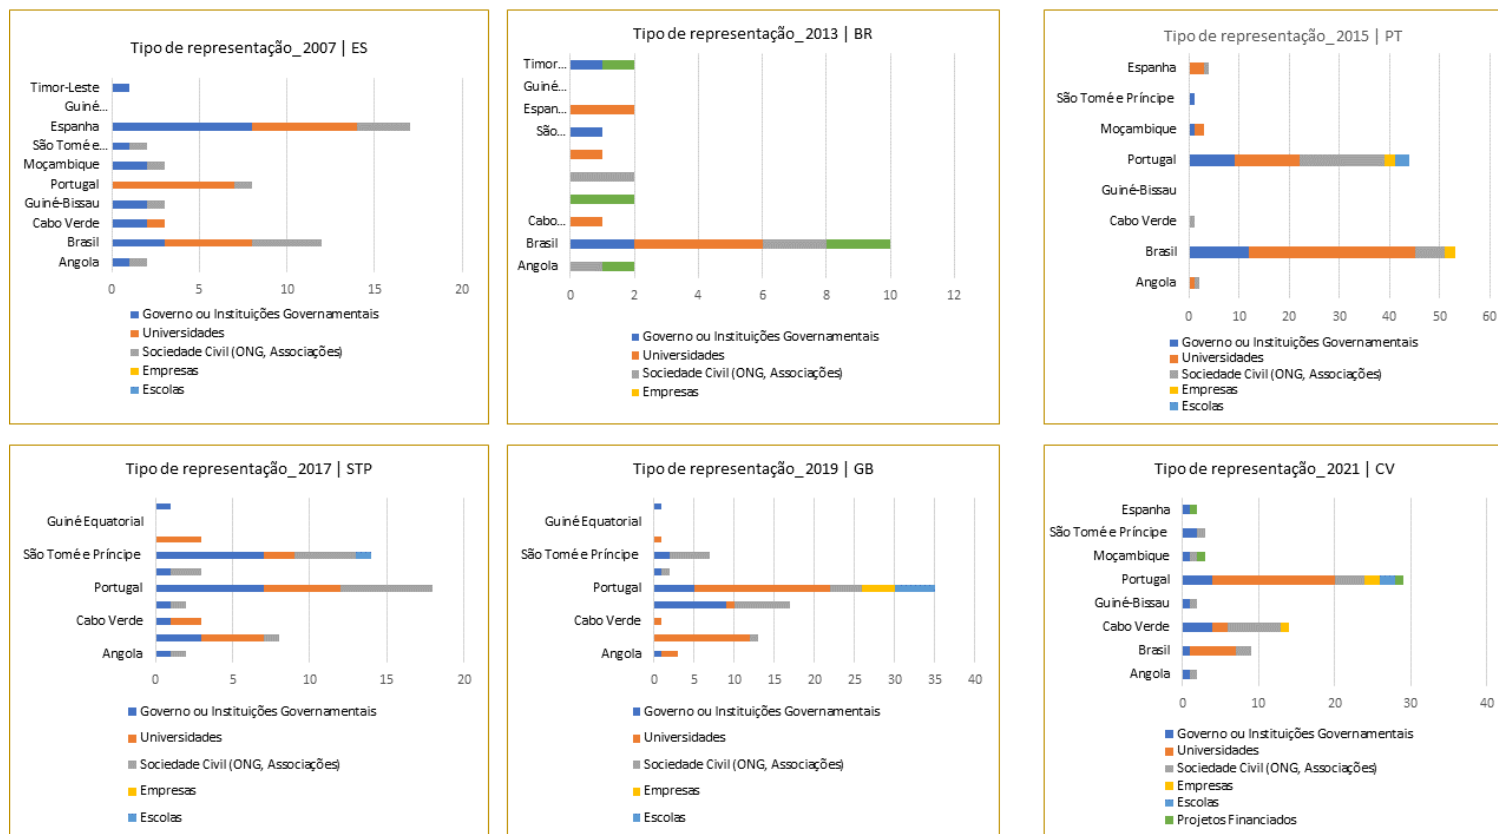 Tipo de representação_2007 | ES
Timor-Leste
Guiné ...
Espanha
São Tomé e ...
Moçambique
Portugal
Guiné-Bissau
Cabo Verde
Brasil
Angola
0 5 10 15 20
Governo ou Instituições Governamentais
Universidades
Sociedade Civil (ONG, Associações)
Empresas
Escolas
Tipo de representação_2013 | BR
Timor...
Guiné...
Espan...
São...
Cabo...
Brasil
Angola
0 2 4 6 8 10 12
Governo ou Instituições Governamentais
Universidades
Sociedade Civil (ONG, Associações)
Empresas
Tipo de representação_2015 | PT
Espanha
São Tomé e Príncipe
Moçambique
Portugal
Guiné-Bissau
Cabo Verde
Brasil
Angola
0 10 20 30 40 50 60
Governo ou Instituições Governamentais
Universidades
Sociedade Civil (ONG, Associações)
Empresas
Escolas
Tipo de representação_2017 | STP
Guiné Equatorial
São Tomé e Príncipe
Portugal
Cabo Verde
Angola
0 5 10 15 20
Governo ou Instituições Governamentais
Universidades
Sociedade Civil (ONG, Associações)
Empresas
Escolas
Tipo de representação_2019 | GB
Guiné Equatorial
São Tomé e Príncipe
Portugal
Cabo Verde
Angola
0 5 10 15 20 25 30 35 40
Governo ou Instituições Governamentais
Universidades
Sociedade Civil (ONG, Associações)
Empresas
Escolas
Tipo de representação_2021 | CV
Espanha
São Tomé e Príncipe
Moçambique
Portugal
Guiné-Bissau
Cabo Verde
Brasil
Angola
0 10 20 30 40
Governo ou Instituições Governamentais
Universidades
Sociedade Civil (ONG, Associações)
Empresas
Escolas
Projetos Financiados